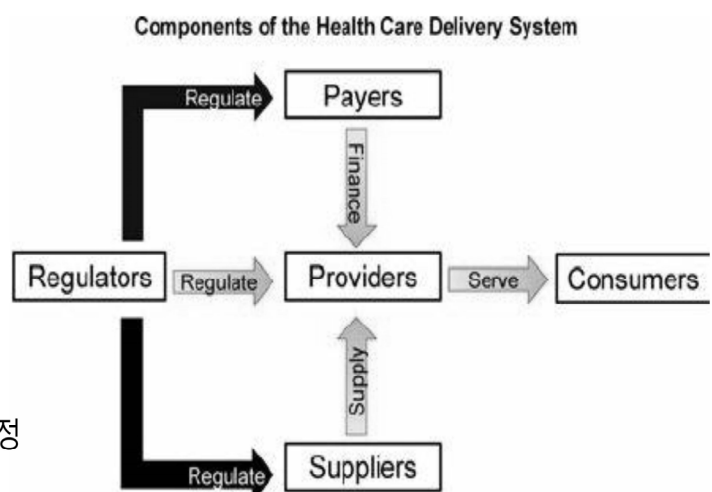 Components of the Health Care Delivery System
Regulate
Payers
Finance
Regulators
Regulate
Providers
Serve
Consumers
Supply
정
Regulate
Suppliers